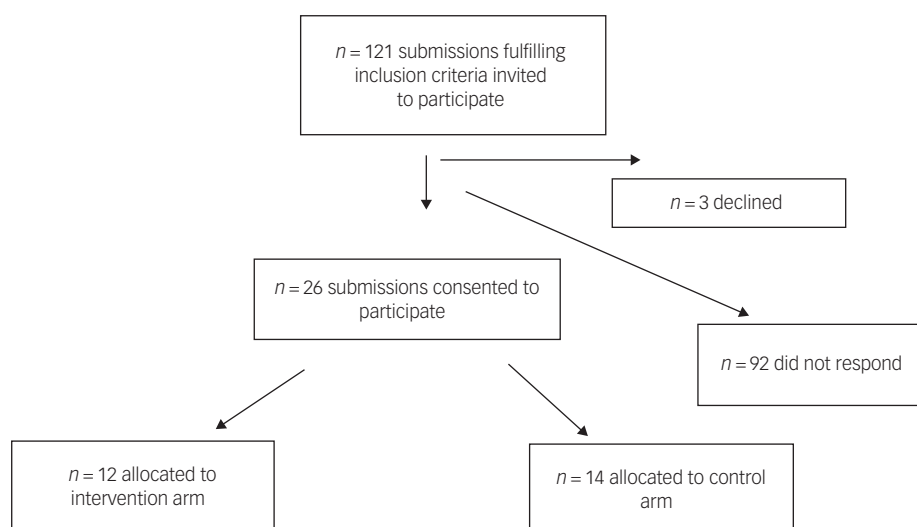 n = 121 submissions fulfilling
inclusion criteria invited
to participate
n = 3 declined
n = 26 submissions consented to
participate
n = 92 did not respond
n = 12 allocated to
intervention arm
n = 14 allocated to control
arm